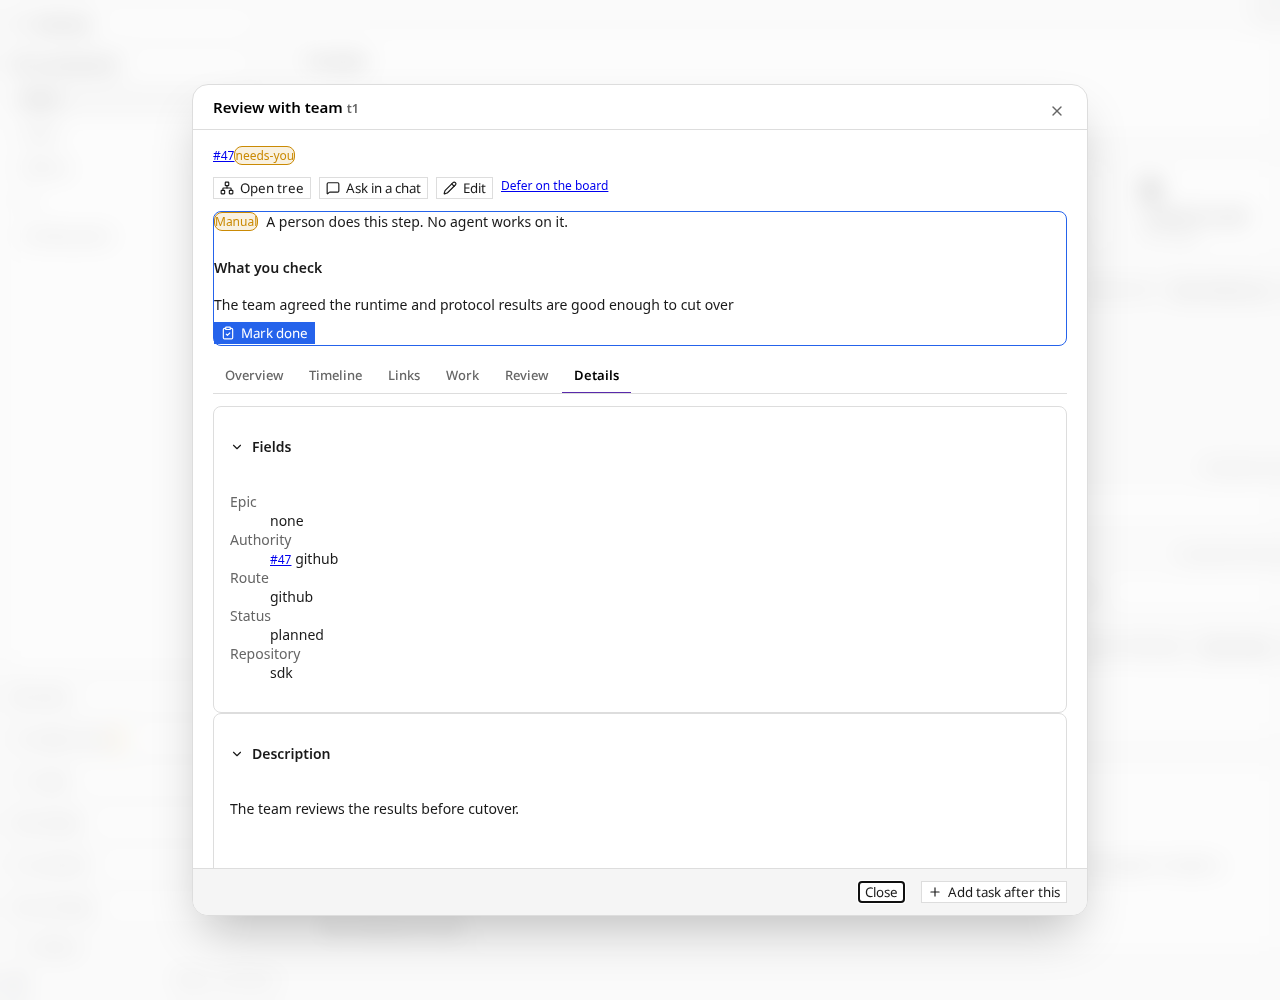 Review with team t1
#47 needs-you
Open tree Ask in a chat Edit Defer on the board
Manual A person does this step. No agent works on it.
What you check
The team agreed the runtime and protocol results are good enough to cut over
Mark done
Overview Timeline Links Work Review Details
Fields
Epic
none
Authority
#47 github
Route
github
Status
planned
Repository
sdk
Description
The team reviews the results before cutover.
Close Add task after this